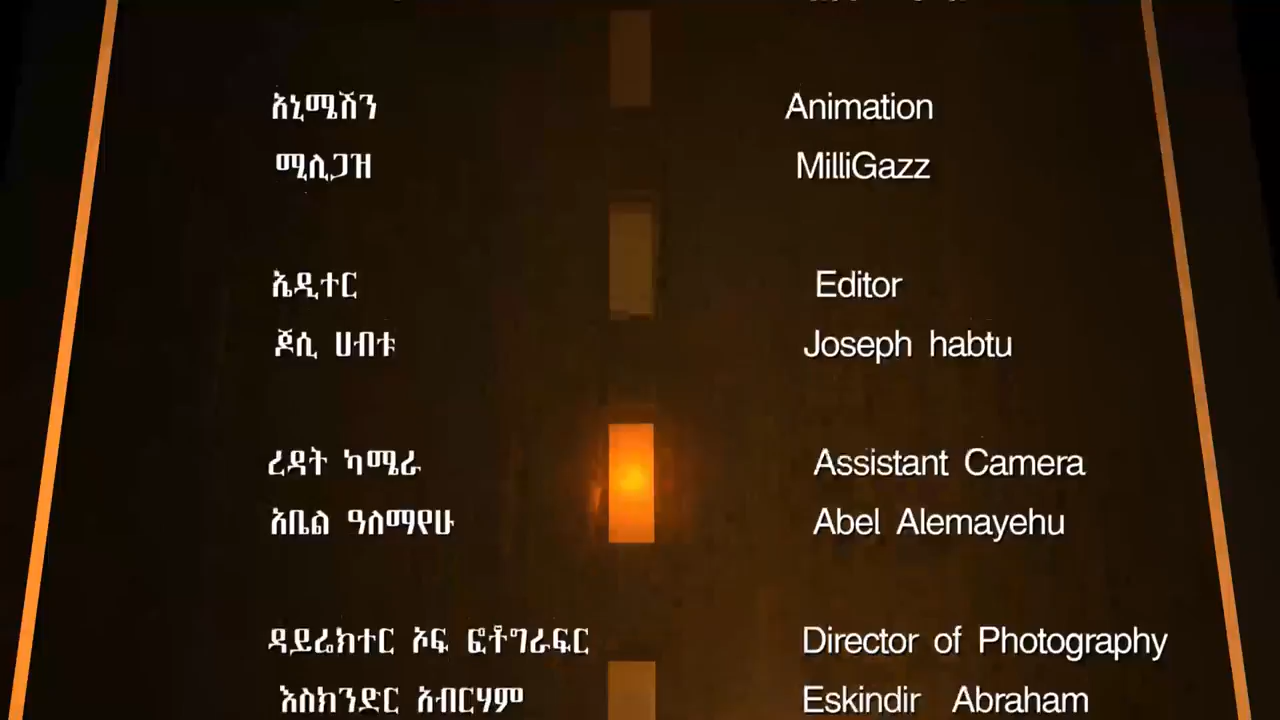 አኒሜሽን
Animation
ሚሊጋዝ
MilliGazz
ኤዲተር
Editor
ጆሲ ሀብቱ
Joseph habtu
ረዳት ካሜራ
Assistant Camera
አቤል ዓለማየሁ
Abel Alemayehu
ዳይሬክተር ኦፍ ፎቶግራፍር
Director of Photography
እስክንድር አብርሃም
Eskindir Abraham